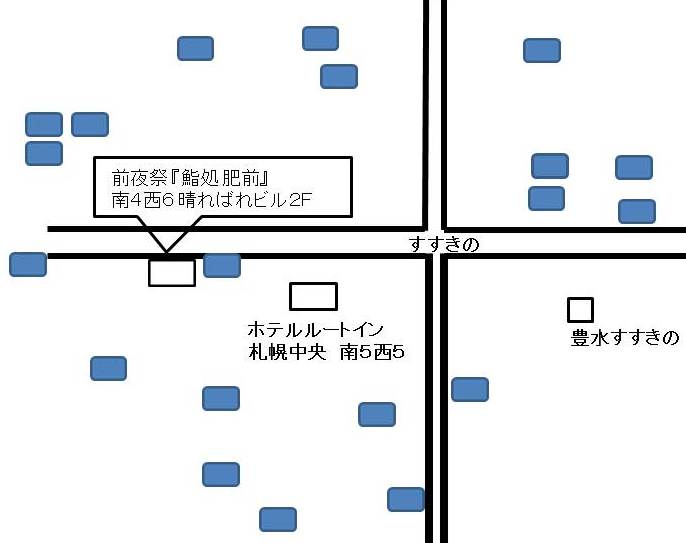 前夜祭『鮨処 肥前』
南４西６ 晴ればれビル２F
すすきの
ホテルルートイン
札幌中央　南５西５
豊水すすきの